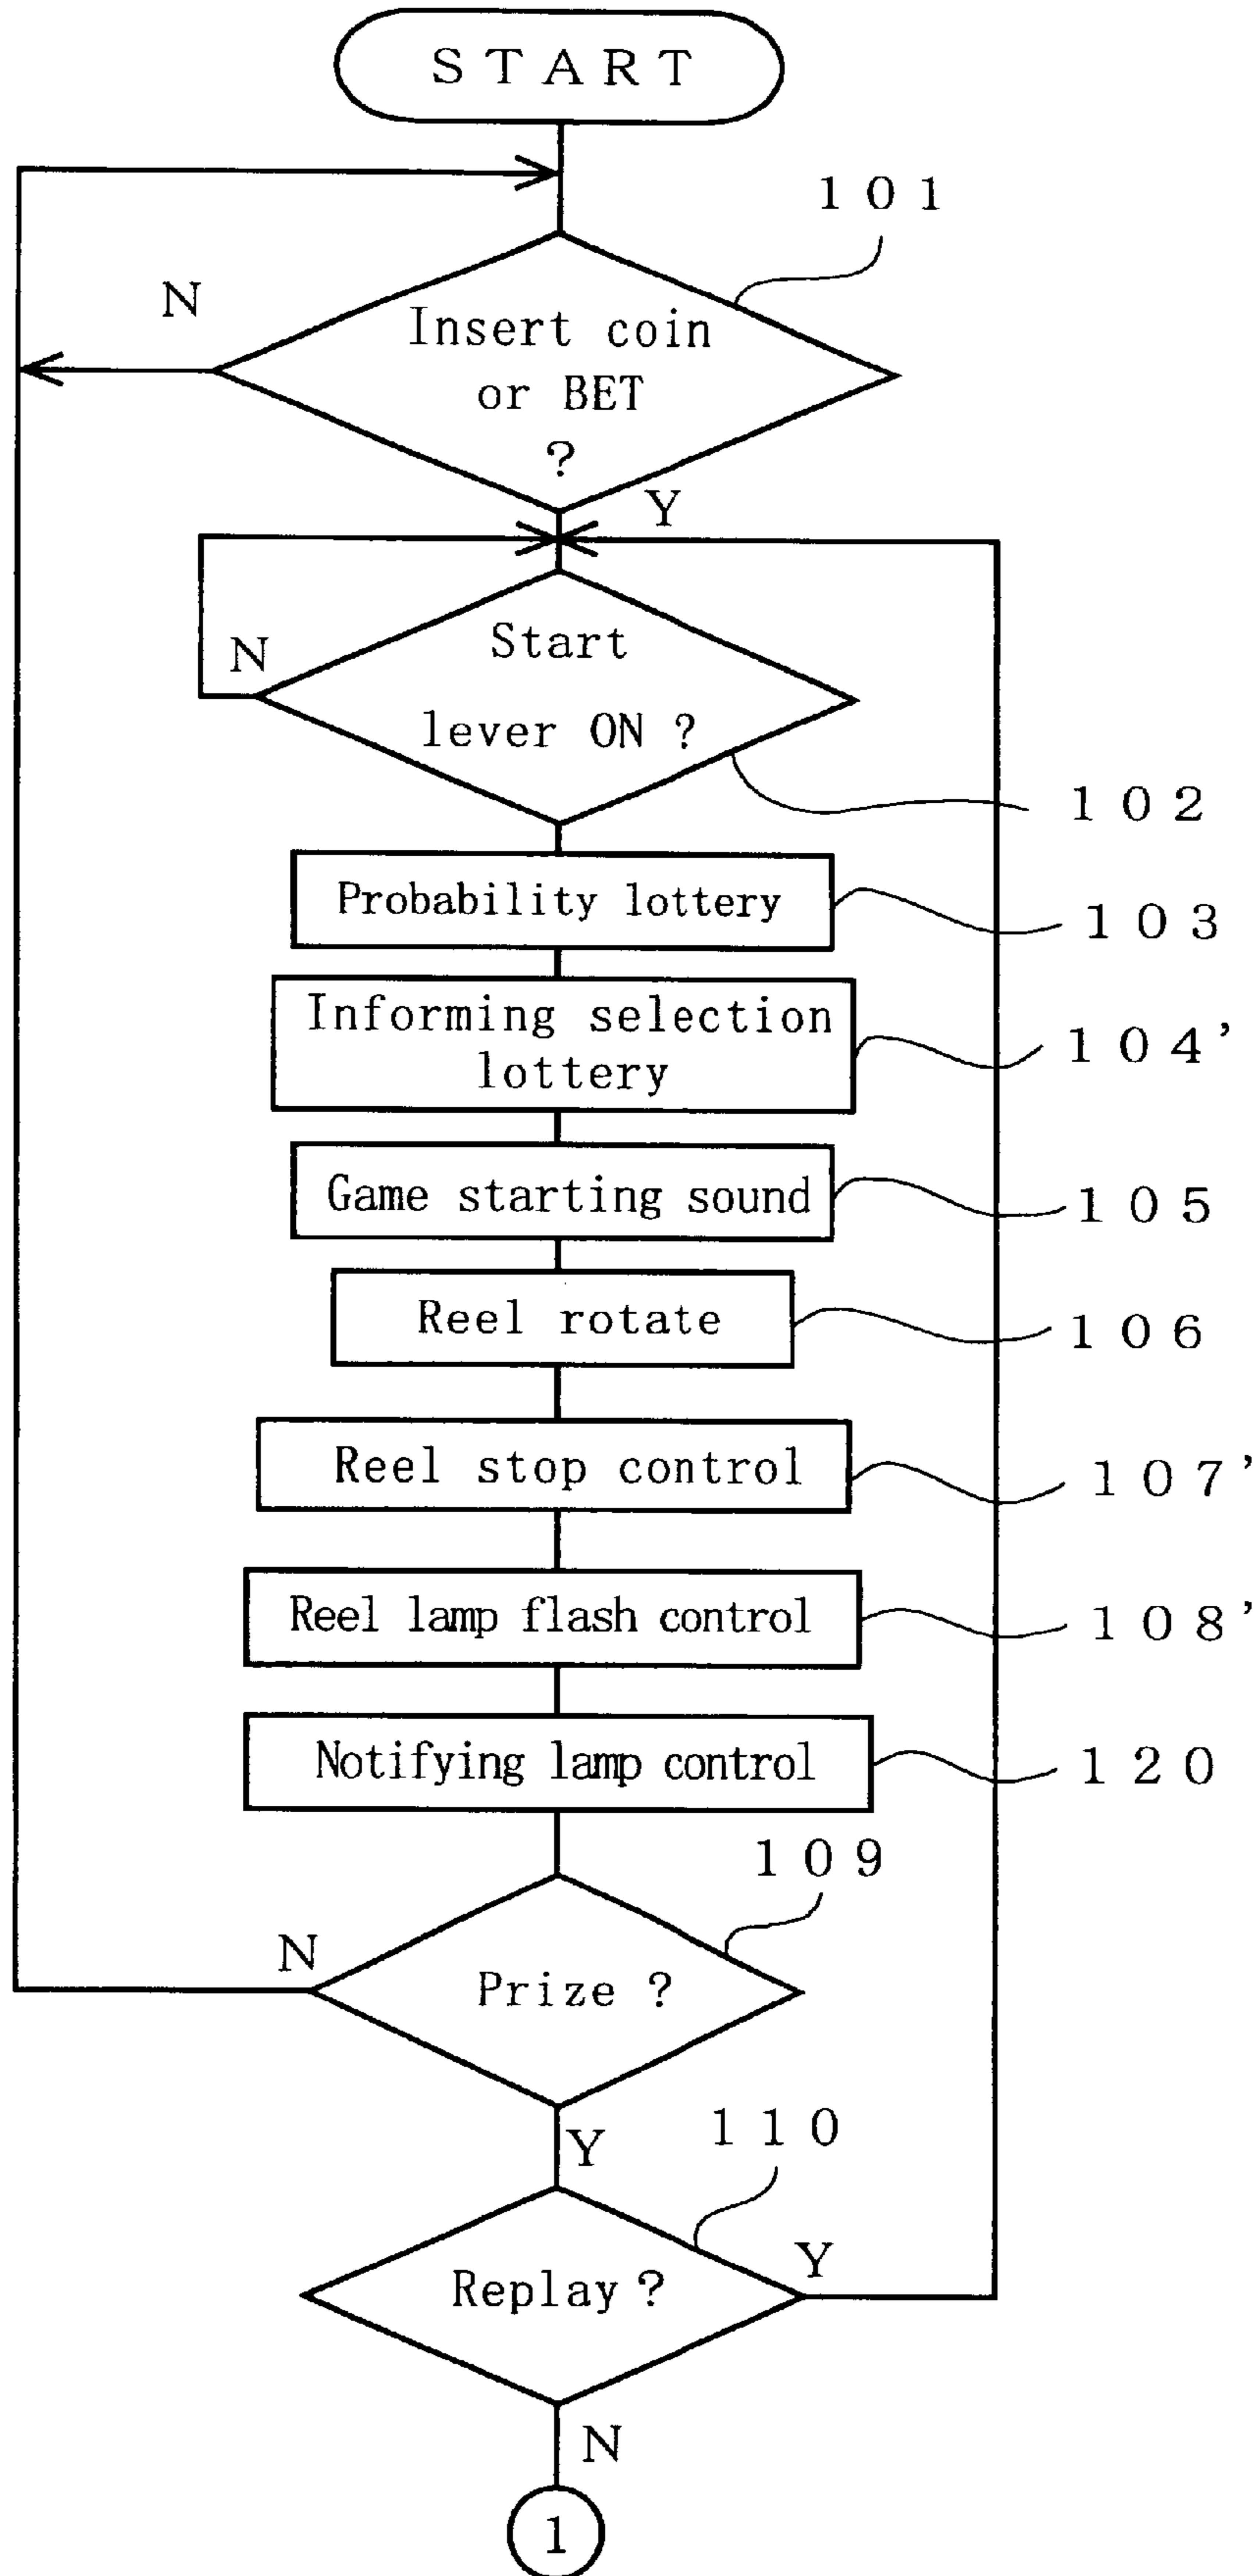 START
101
N
Insert coin
or BET
?
Y
Start
N
lever ON ?
102
Probability lottery
103
Informing selection
lottery
104’
Game starting sound
105
Reel rotate
106
Reel stop control
107’
Reel lamp flash control
108’
Notifying lamp control
120
109
N
Prize ?
Y
110
Y
Replay ?
N
1